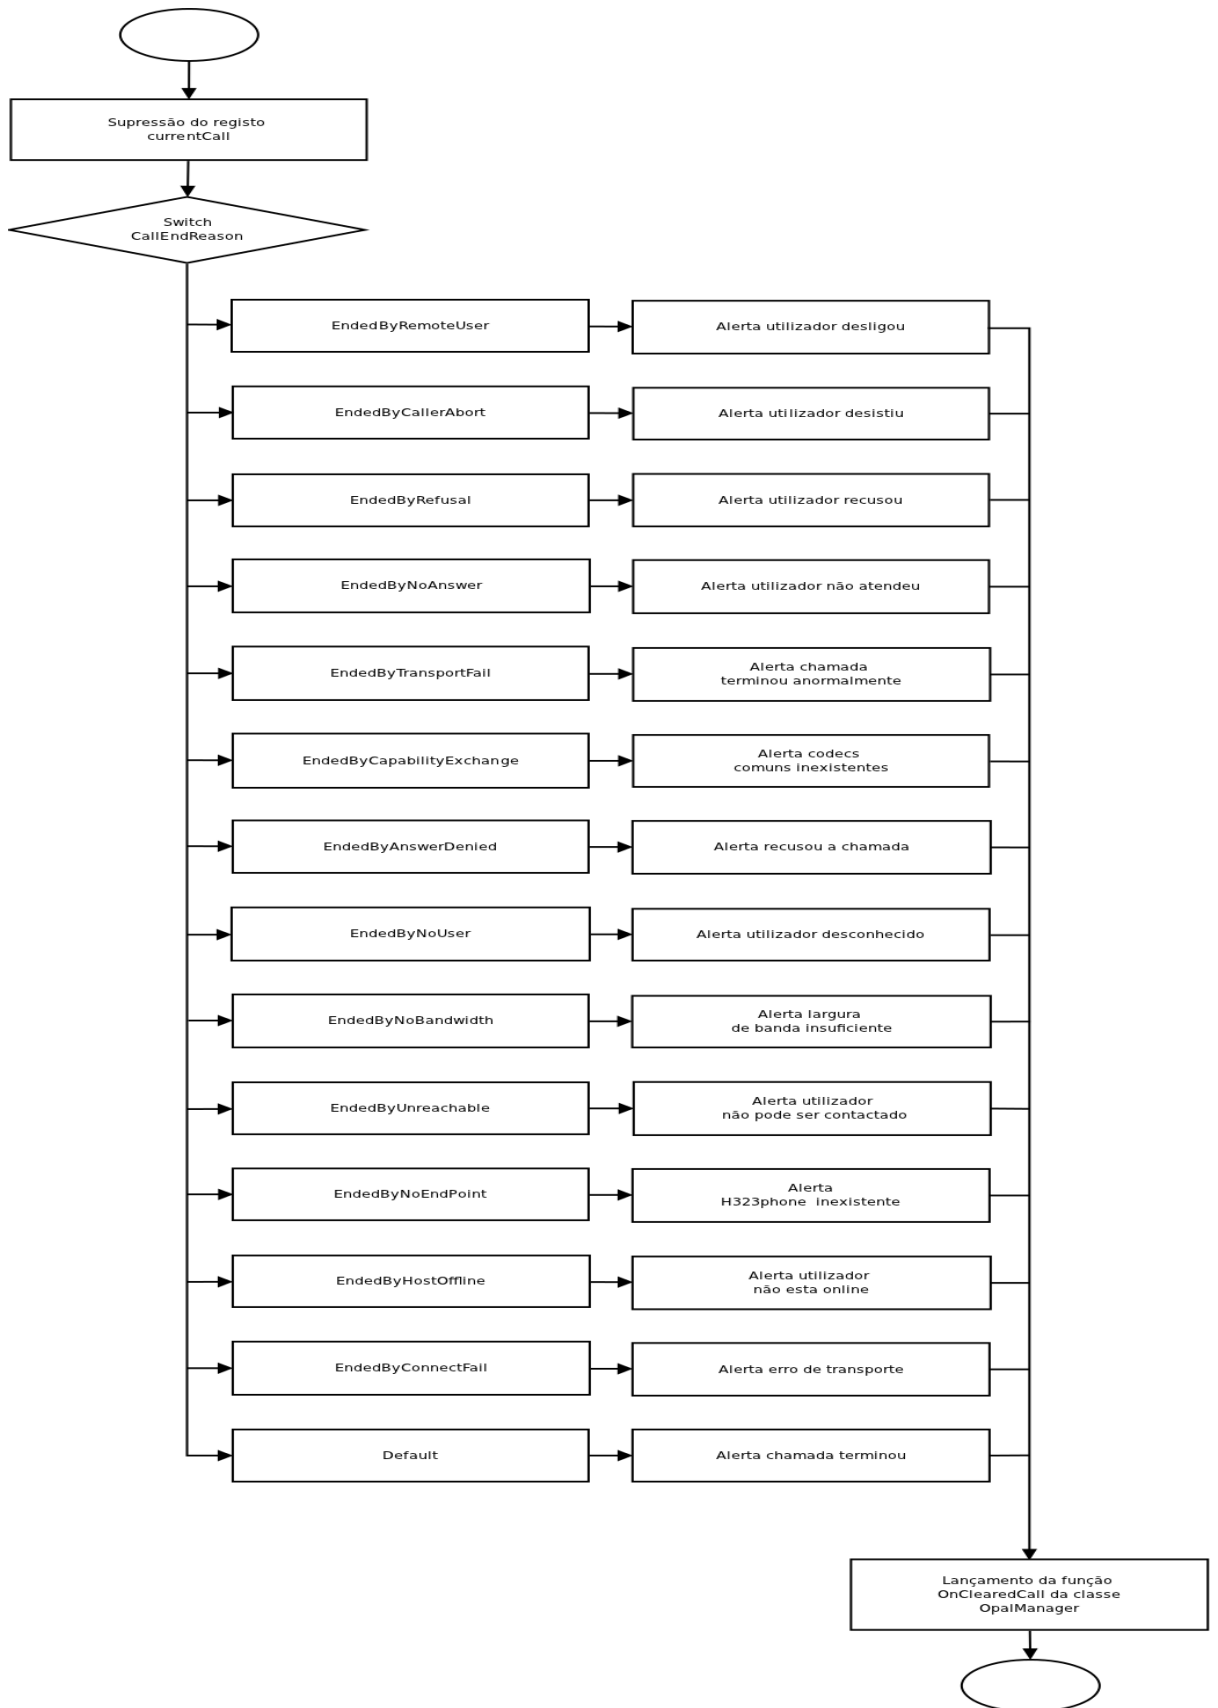 Supressão do registo
currentCall
Switch
CallEndReason
EndedByRemoteUser
Alerta utilizador desligou
EndedByCallerAbort
Alerta utilizador desistiu
EndedByRefusal
Alerta utilizador recusou
EndedByNoAnswer
Alerta utilizador não atendeu
EndedByTransportFail
Alerta chamada
terminou anormalmente
EndedByCapabilityExchange
Alerta codecs
comuns inexistentes
EndedByAnswerDenied
Alerta recusou a chamada
EndedByNoUser
Alerta utilizador desconhecido
EndedByNoBandwidth
Alerta largura
de banda insuficiente
EndedByUnreachable
Alerta utilizador
não pode ser contactado
EndedByNoEndPoint
Alerta
H323phone  inexistente
EndedByHostOffline
Alerta utilizador
não esta online
EndedByConnectFail
Alerta erro de transporte
Default
Alerta chamada terminou
Lançamento da função
OnClearedCall da classe
OpalManager